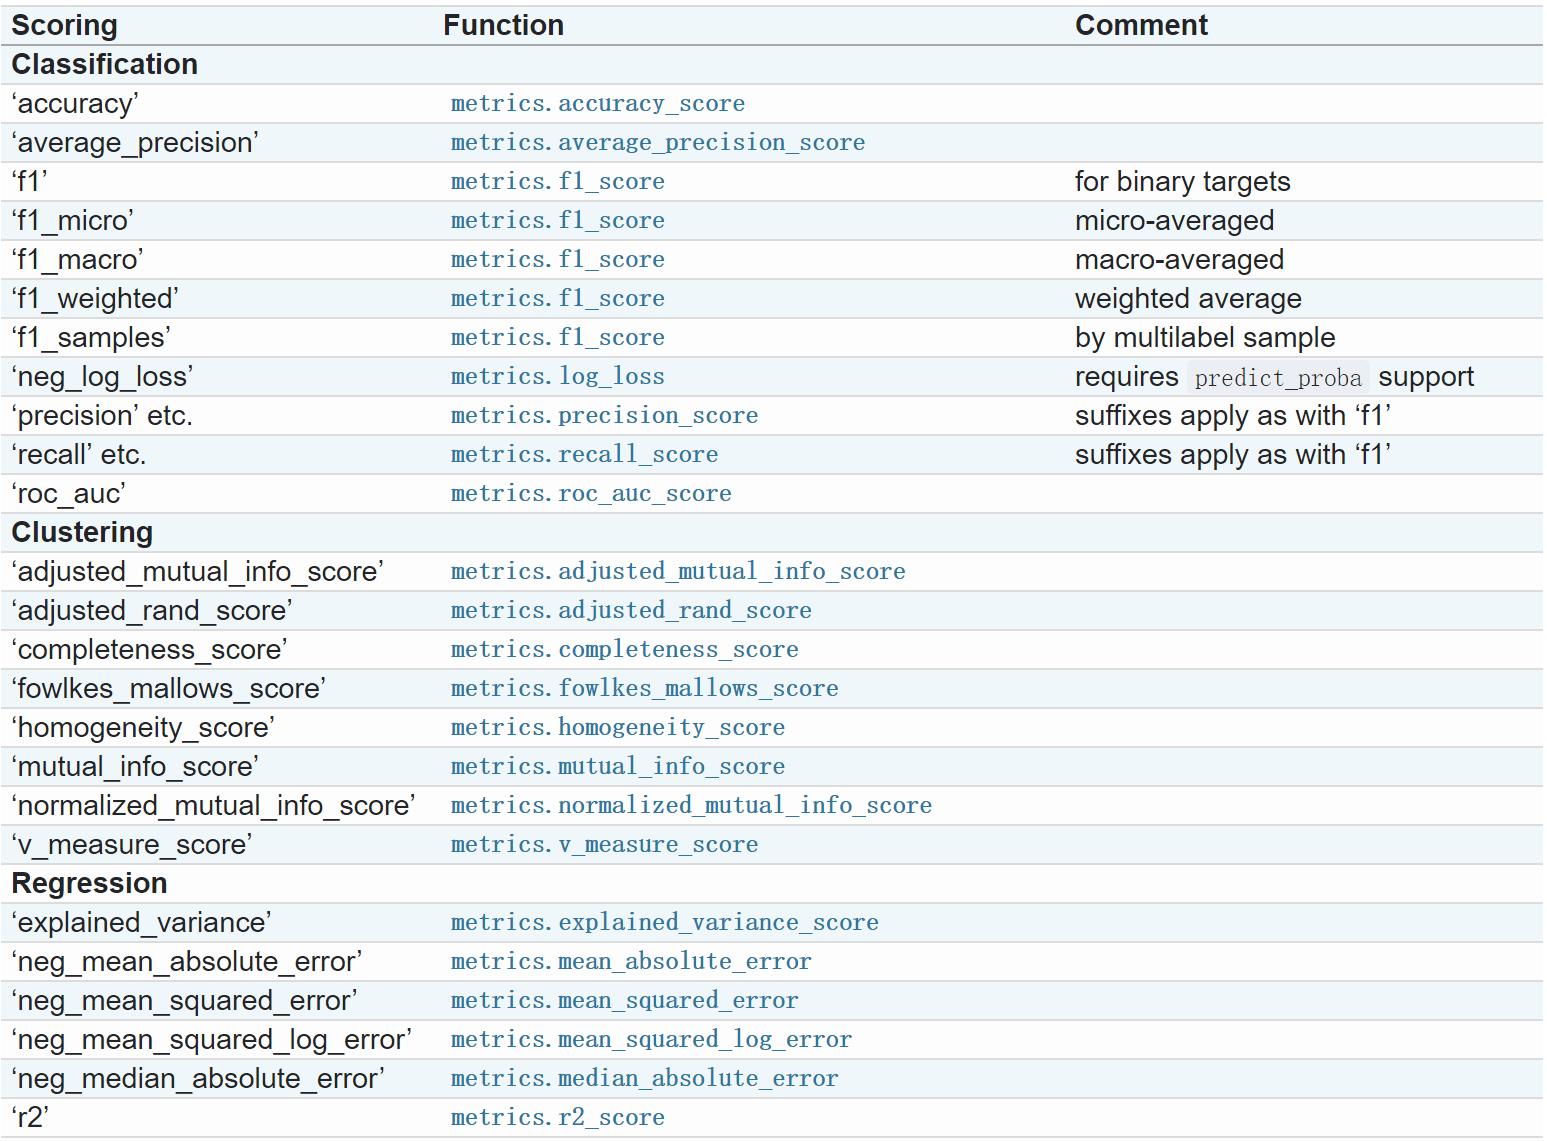 Scoring Function Comment
Classification
‘accuracy’ metrics.accuracy_score
‘average_precision’ metrics.average_precision_score
‘f1’ metrics.f1_score for binary targets
‘f1_micro’ metrics.f1_score micro-averaged
‘f1_macro’ metrics.f1_score macro-averaged
‘f1_weighted’ metrics.f1_score weighted average
‘f1_samples’ metrics.f1_score by multilabel sample
‘neg_log_loss’ metrics.log_loss requires predict_proba support
‘precision’ etc. metrics.precision_score suffixes apply as with ‘f1’
‘recall’ etc. metrics.recall_score suffixes apply as with ‘f1’
‘roc_auc’ metrics.roc_auc_score
Clustering
‘adjusted_mutual_info_score’ metrics.adjusted_mutual_info_score
‘adjusted_rand_score’ metrics.adjusted_rand_score
‘completeness_score’ metrics.completeness_score
‘fowlkes_mallows_score’ metrics.fowlkes_mallows_score
‘homogeneity_score’ metrics.homogeneity_score
‘mutual_info_score’ metrics.mutual_info_score
‘normalized_mutual_info_score’ metrics.normalized_mutual_info_score
‘v_measure_score’ metrics.v_measure_score
Regression
‘explained_variance’ metrics.explained_variance_score
‘neg_mean_absolute_error’ metrics.mean_absolute_error
‘neg_mean_squared_error’ metrics.mean_squared_error
‘neg_mean_squared_log_error’ metrics.mean_squared_log_error
‘neg_median_absolute_error’ metrics.median_absolute_error
‘r2’ metrics.r2_score